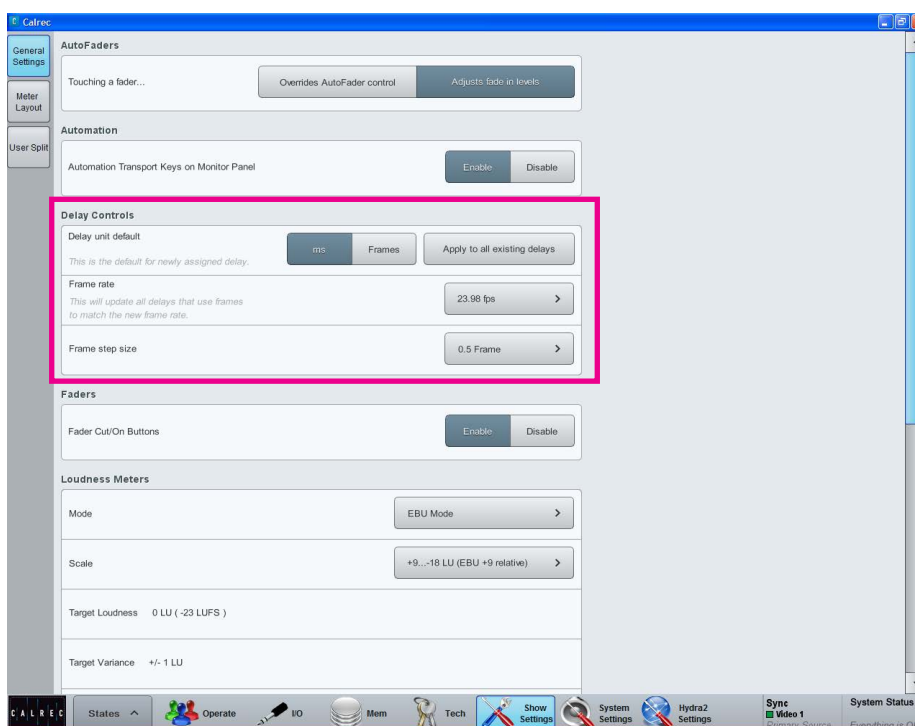 Calrec
General
Settings
Meter
Layout
User Split
AutoFaders
Touching a fader... Overrides AutoFader control Adjusts fade in levels
Automation
Automation Transport Keys on Monitor Panel Enable Disable
Delay Controls
Delay unit default ms Frames Apply to all existing delays
This is the default for newly assigned delay.
Frame rate 23.98 fps >
This will update all delays that use frames
to match the new frame rate.
Frame step size 0.5 Frame >
Faders
Fader Cut/On Buttons Enable Disable
Loudness Meters
Mode EBU Mode >
Scale +9...-18 LU (EBU +9 relative) >
Target Loudness 0 LU ( -23 LUFS )
Target Variance +/- 1 LU
CALREC States Operate I/O Mem Tech Show Settings System Settings Hydra2 Settings
Sync
Video 1
System Status